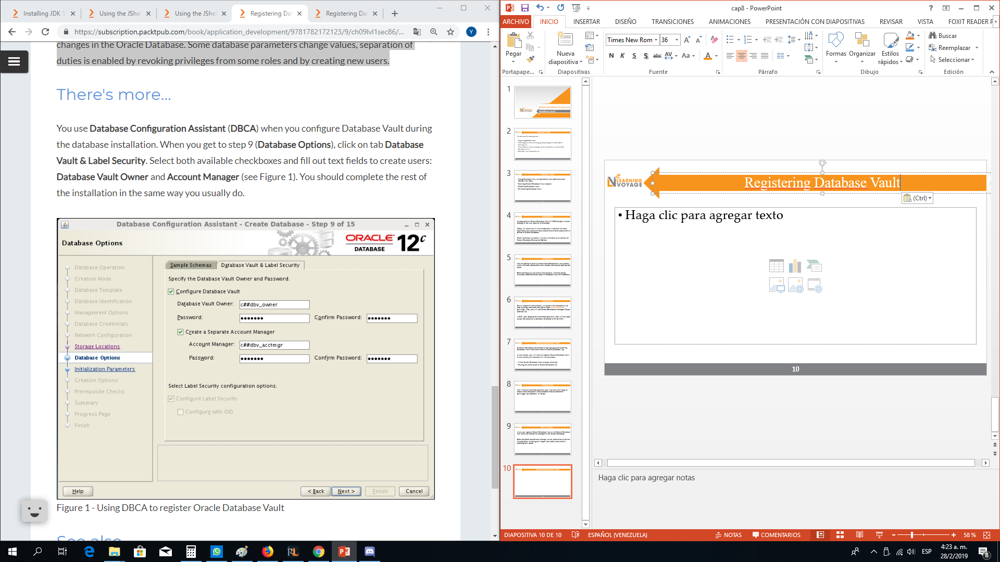 Installing JDK 1
Using the JShel
Using the JShel
Registering Dat
Registering Dat
https://subscription.packtpub.com/book/application_development/9781782172123/9/ch09lvl1sec86/...
Y
changes in the Oracle Database. Some database parameters change values, separation of
duties is enabled by revoking privileges from some roles and by creating new users.
There's more...
You use Database Configuration Assistant (DBCA) when you configure Database Vault during
the database installation. When you get to step 9 (Database Options), click on tab Database
Vault & Label Security. Select both available checkboxes and fill out text fields to create users:
Database Vault Owner and Account Manager (see Figure 1). You should complete the rest of
the installation in the same way you usually do.
Database Configuration Assistant - Create Database - Step 9 of 15
Database Options
ORACLE
DATABASE
12c
Database Operation
Creation Mode
Database Template
Database Identification
Management Options
Database Credentials
Network Configuration
Storage Locations
Database Options
Initialization Parameters
Creation Options
Prerequisite Checks
Summary
Progress Page
Finish
Sample Schemas
Database Vault & Label Security
Specify the Database Vault Owner and Password.
Configure Database Vault
Database Vault Owner: c##dbv_owner
Password: ●●●●●●● Confirm Password: ●●●●●●●
Create a Separate Account Manager
Account Manager: c##dbv_acctmgr
Password: ●●●●●●● Confirm Password: ●●●●●●●
Select Label Security configuration options.
Configure Label Security
Configure with OID
Help
< Back
Next >
Finish
Cancel
Figure 1 - Using DBCA to register Oracle Database Vault
See also
cap8 - PowerPoint
ARCHIVO
INICIO
INSERTAR
DISEÑO
TRANSICIONES
ANIMACIONES
PRESENTACIÓN CON DIAPOSITIVAS
REVISAR
VISTA
FOXIT READER P
Pegar
Nueva
diapositiva
Times New Rom
36
N K S abc AV Aa A
Formas
Organizar
Estilos
rápidos
Buscar
Reemplazar
Seleccionar
Portapape...
Diapositivas
Fuente
Párrafo
Dibujo
Edición
1
2
3
4
5
6
7
8
9
10
LEARNING
VOYAGE
Registering Database Vault
(Ctrl)
• Haga clic para agregar texto
10
Haga clic para agregar notas
DIAPOSITIVA 10 DE 10
ESPAÑOL (VENEZUELA)
NOTAS
COMENTARIOS
58 %
ESP
4:23 a. m.
28/2/2019
8